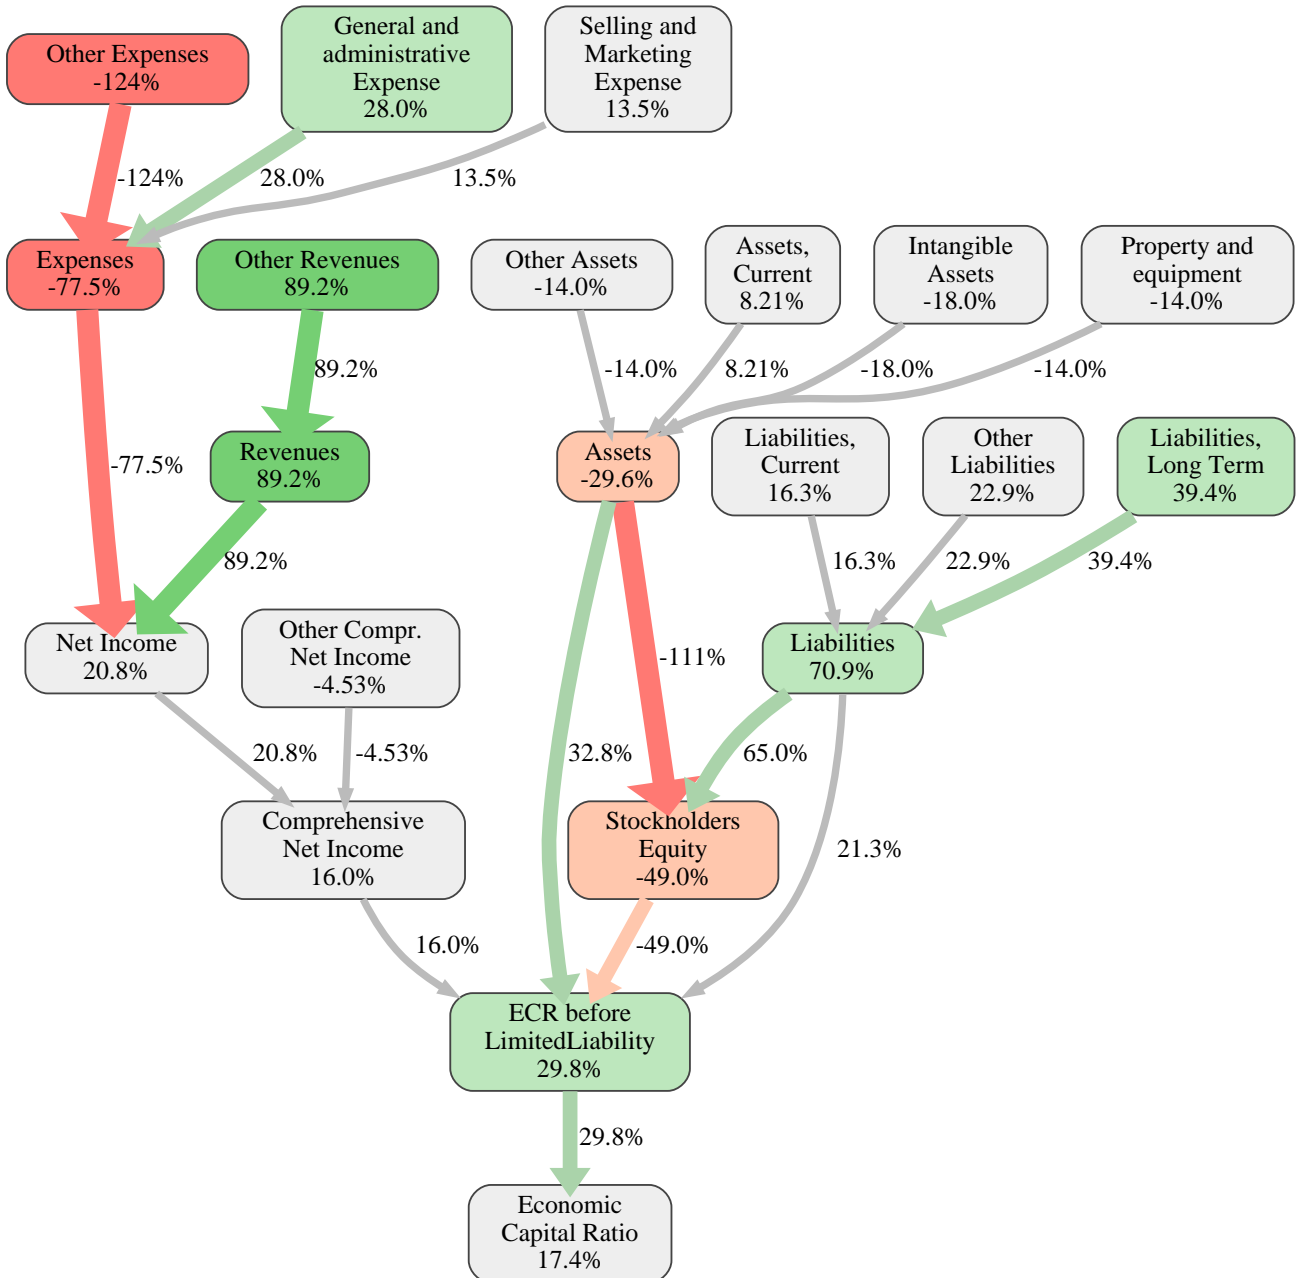 Other Expenses
-124%
General and
administrative
Expense
28.0%
Selling and
Marketing
Expense
13.5%
-124%
28.0%
13.5%
Expenses
-77.5%
Other Revenues
89.2%
Other Assets
-14.0%
Assets,
Current
8.21%
Intangible
Assets
-18.0%
Property and
equipment
-14.0%
89.2%
-14.0%
8.21%
-18.0%
-14.0%
-77.5%
Revenues
89.2%
Assets
-29.6%
Liabilities,
Current
16.3%
Other
Liabilities
22.9%
Liabilities,
Long Term
39.4%
89.2%
16.3%
22.9%
39.4%
Net Income
20.8%
Other Compr.
Net Income
-4.53%
-111%
Liabilities
70.9%
20.8%
-4.53%
32.8%
65.0%
Comprehensive
Net Income
16.0%
Stockholders
Equity
-49.0%
21.3%
16.0%
-49.0%
ECR before
LimitedLiability
29.8%
29.8%
Economic
Capital Ratio
17.4%